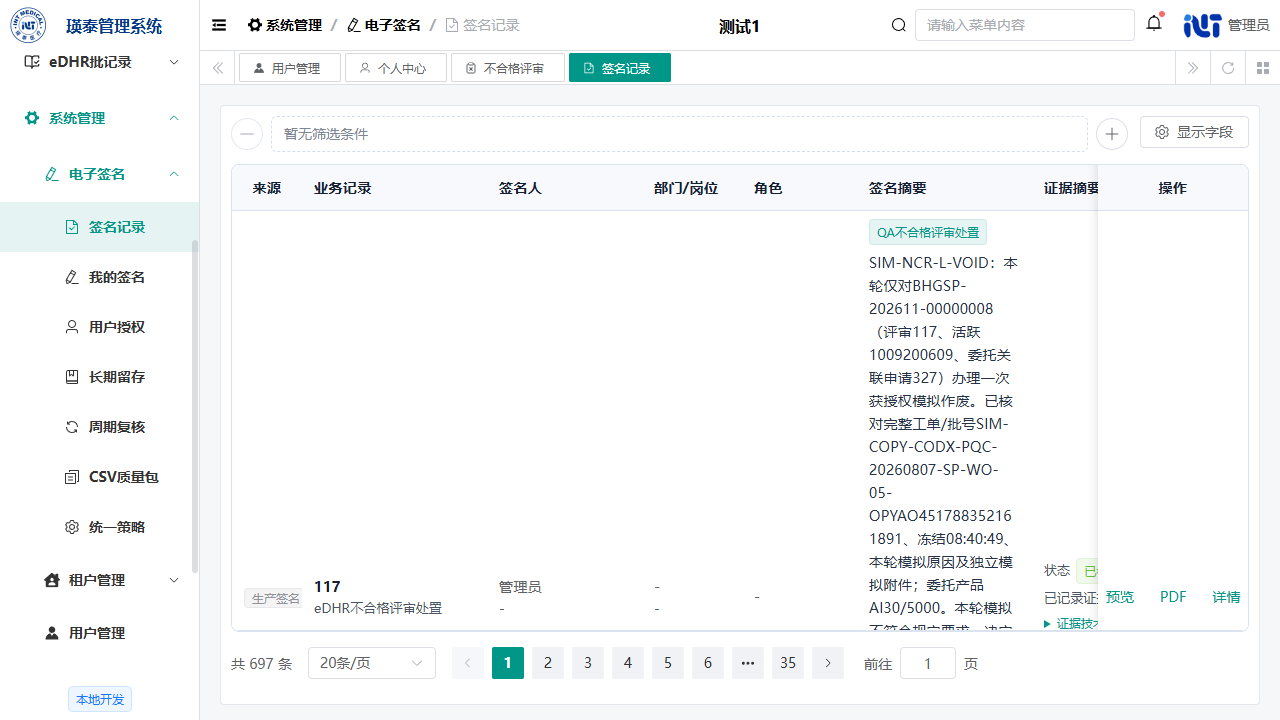 瑛泰管理系统
系统管理 / 电子签名 / 签名记录
测试1
请输入菜单内容
管理员
eDHR批记录
系统管理
电子签名
签名记录
我的签名
用户授权
长期留存
周期复核
CSV质量包
统一策略
租户管理
用户管理
本地开发
用户管理
个人中心
不合格评审
签名记录
暂无筛选条件
显示字段
来源 业务记录 签名人 部门/岗位 角色 签名摘要 证据摘要 操作
QA不合格评审处置
SIM-NCR-L-VOID：本
轮仅对BHGSP-
202611-00000008
（评审117、活跃
1009200609、委托关
联申请327）办理一次
获授权模拟作废。已核
对完整工单/批号SIM-
COPY-CODX-PQC-
20260807-SP-WO-
05-
OPYAO45178835216
1891、冻结08:40:49、
本轮模拟原因及独立模
拟附件；委托产品
AI30/5000。本轮模拟
不符合规定要求，决定
生产签名
117
eDHR不合格评审处置
管理员
-
-
-
-
状态 已
已记录证
证据技术
预览 PDF 详情
共 697 条
20条/页
1 2 3 4 5 6 ••• 35
前往 1 页